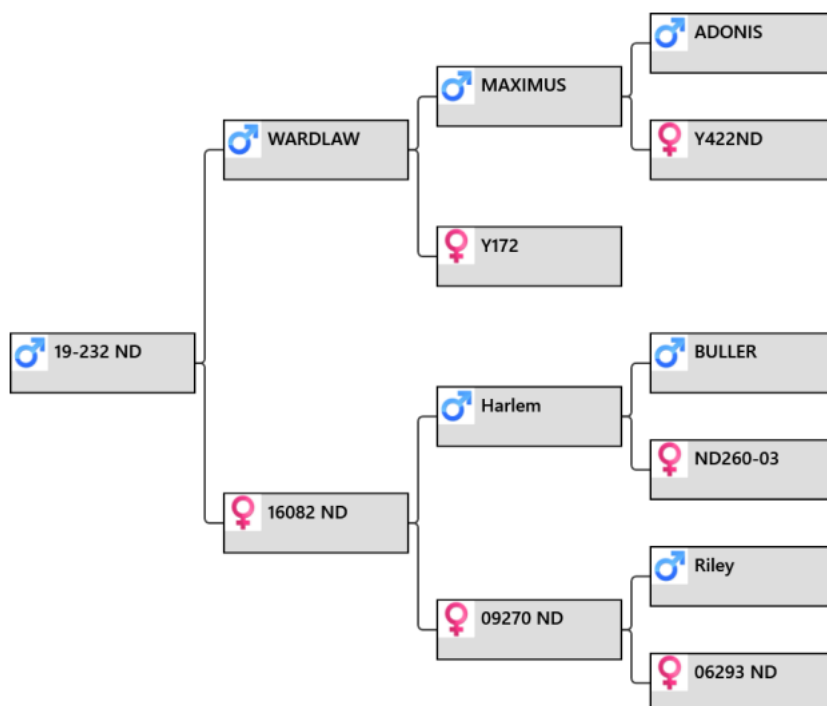 ADONIS
MAXIMUS
Y422ND
WARDLAW
Y172
19-232 ND
BULLER
Harlem
ND260-03
16082 ND
Riley
09270 ND
06293 ND